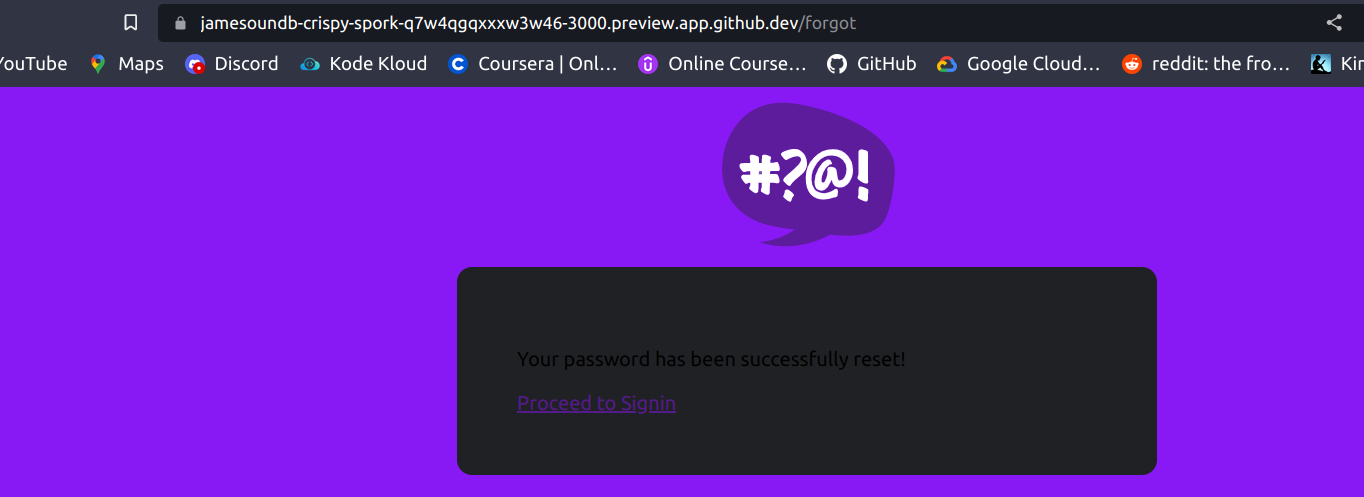 jamesoundb-crispy-spork-q7w4qgqxxxw3w46-3000.preview.app.github.dev/forgot
YouTube Maps Discord Kode Kloud Coursera | Onl... Online Course... GitHub Google Cloud... reddit: the fro... Kir
#?@!
Your password has been successfully reset!
Proceed to Signin